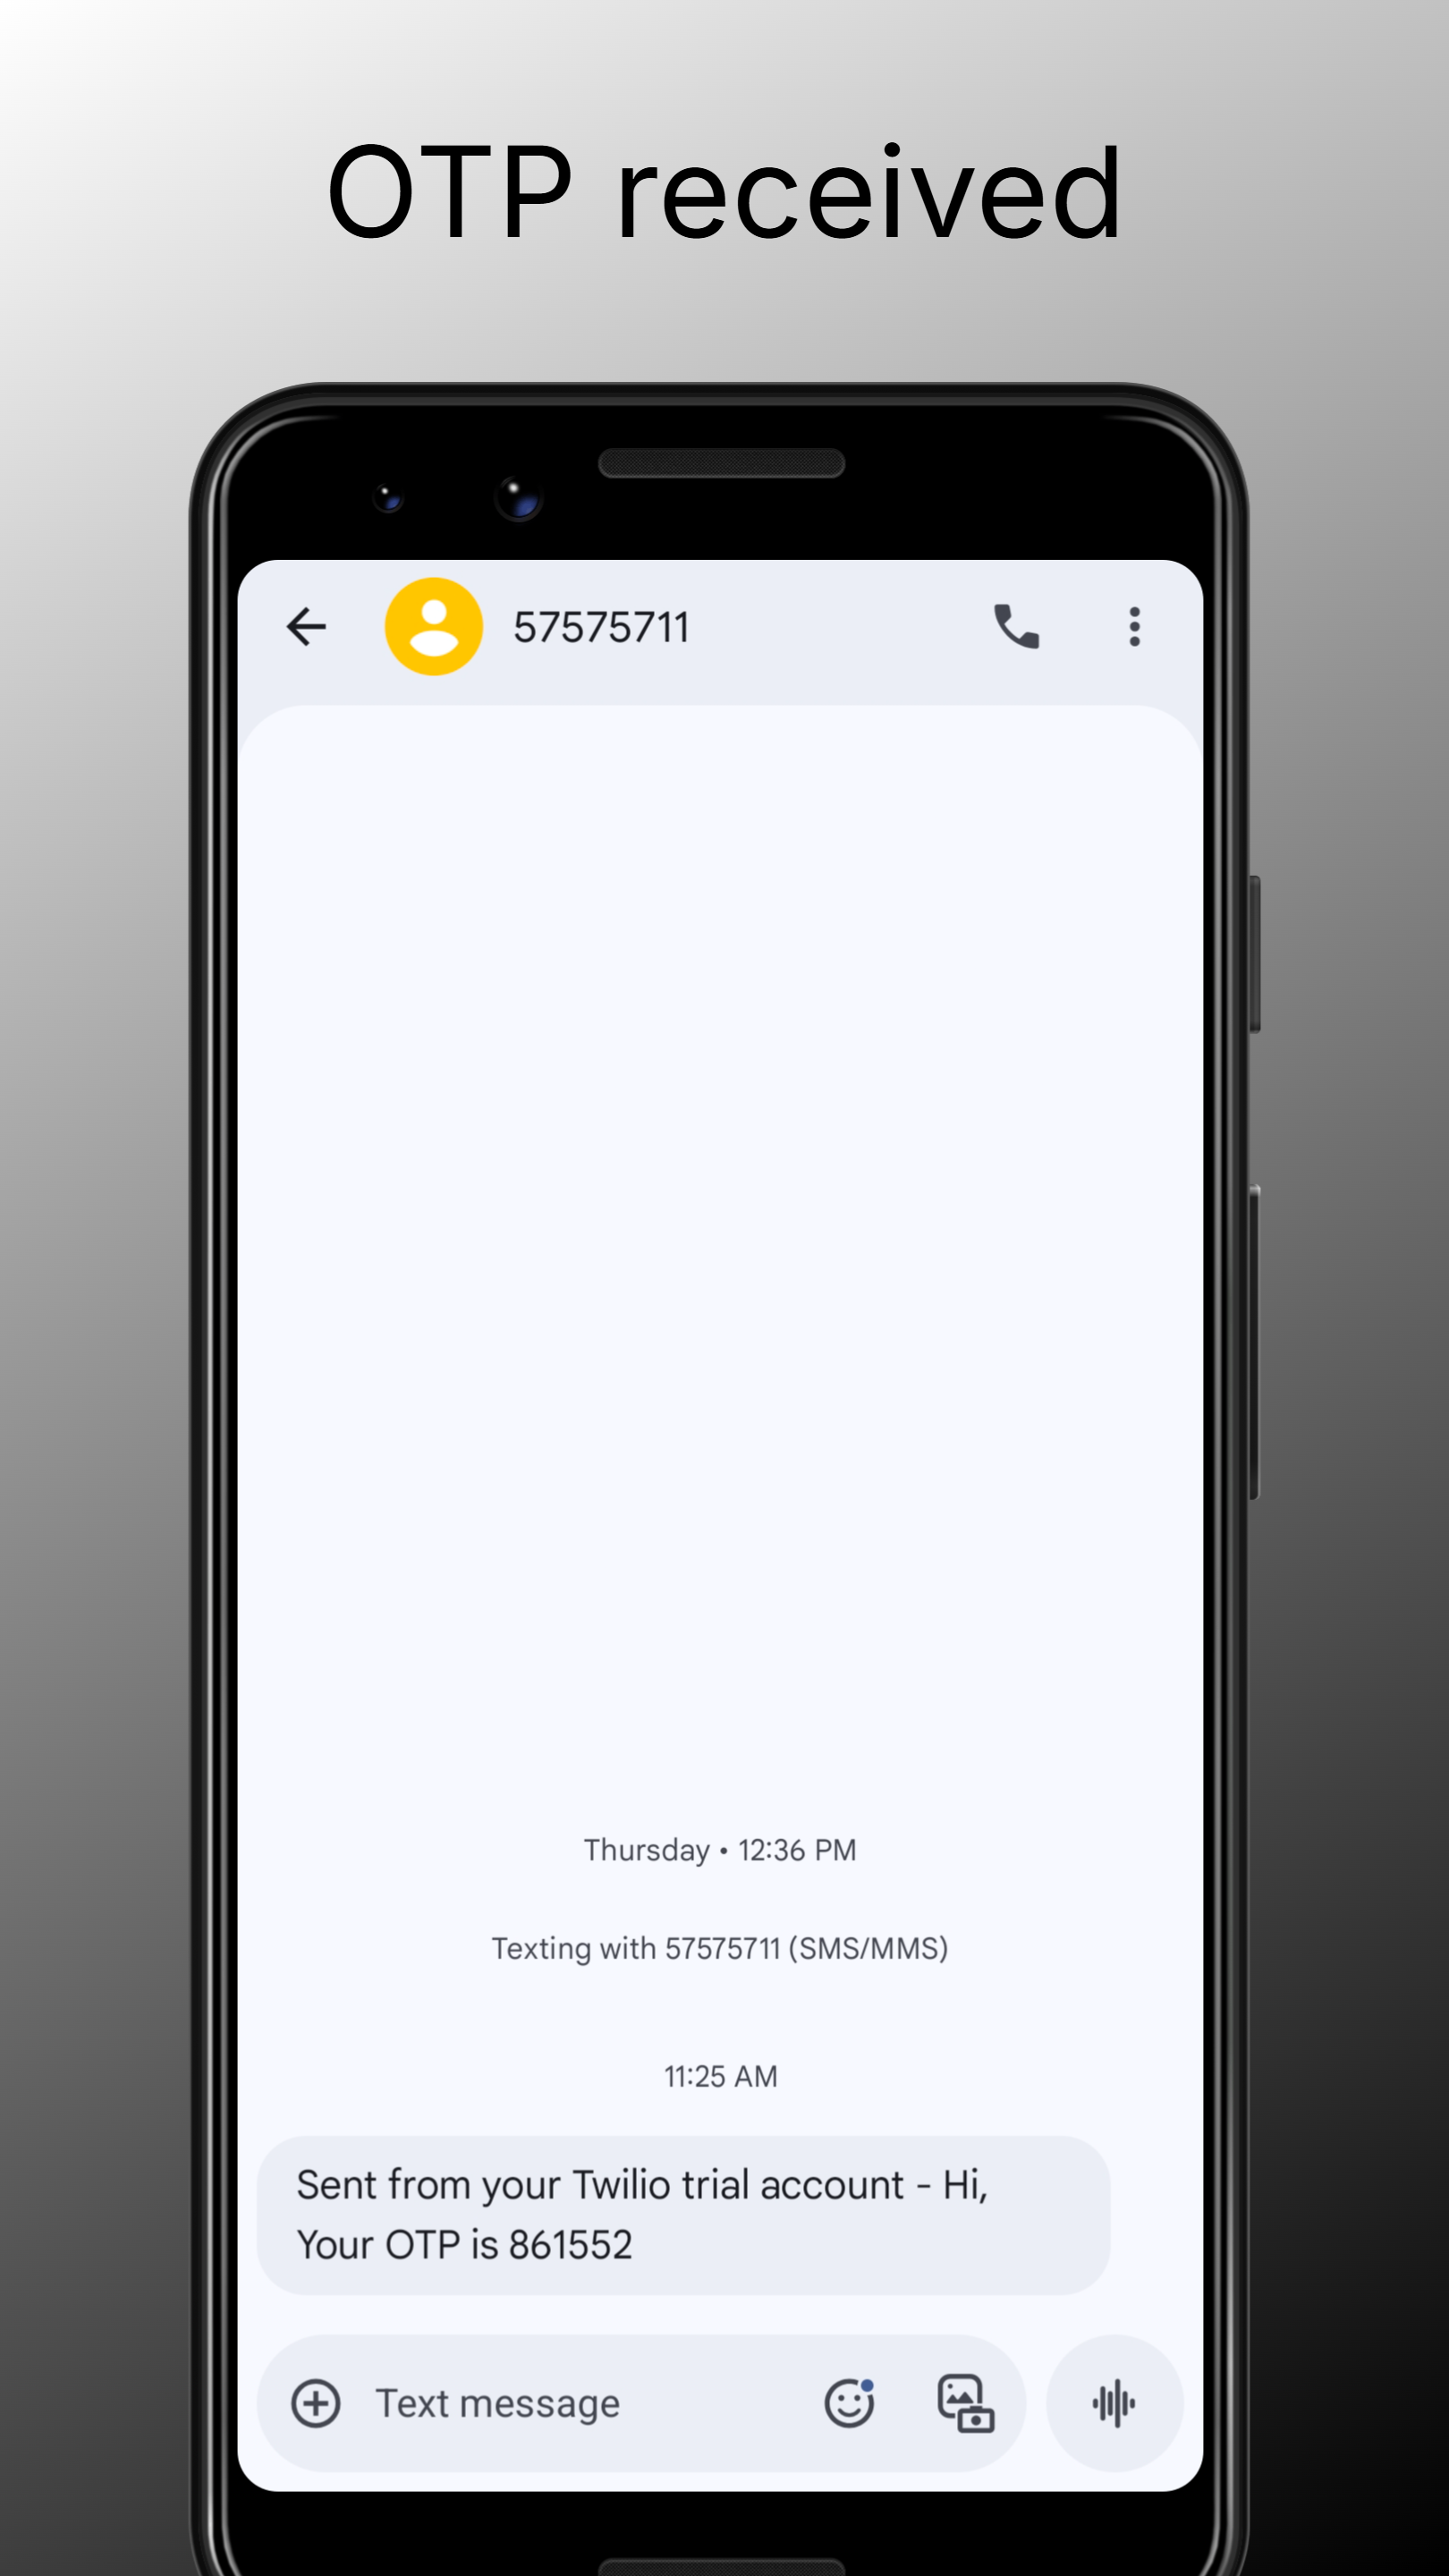 OTP received
57575711
Thursday • 12:36 PM
Texting with 57575711 (SMS/MMS)
11:25 AM
Sent from your Twilio trial account - Hi,
Your OTP is 861552
Text message